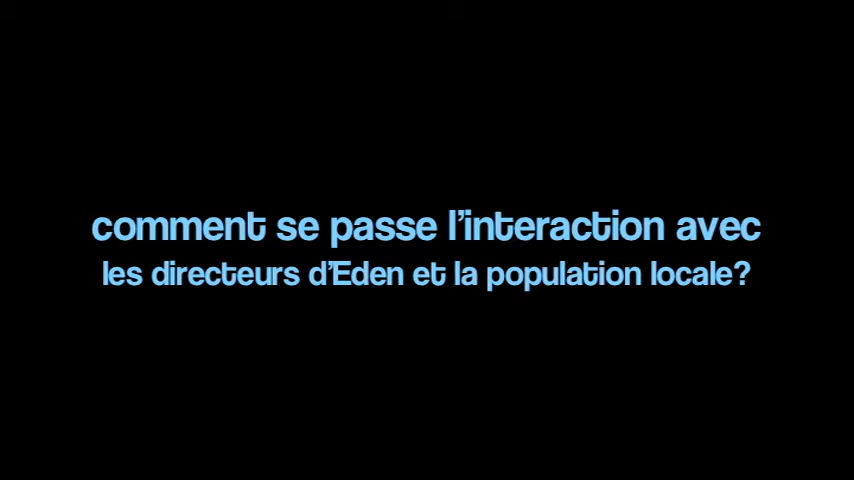 comment se passe l'interaction avec
les directeurs d'Eden et la population locale?